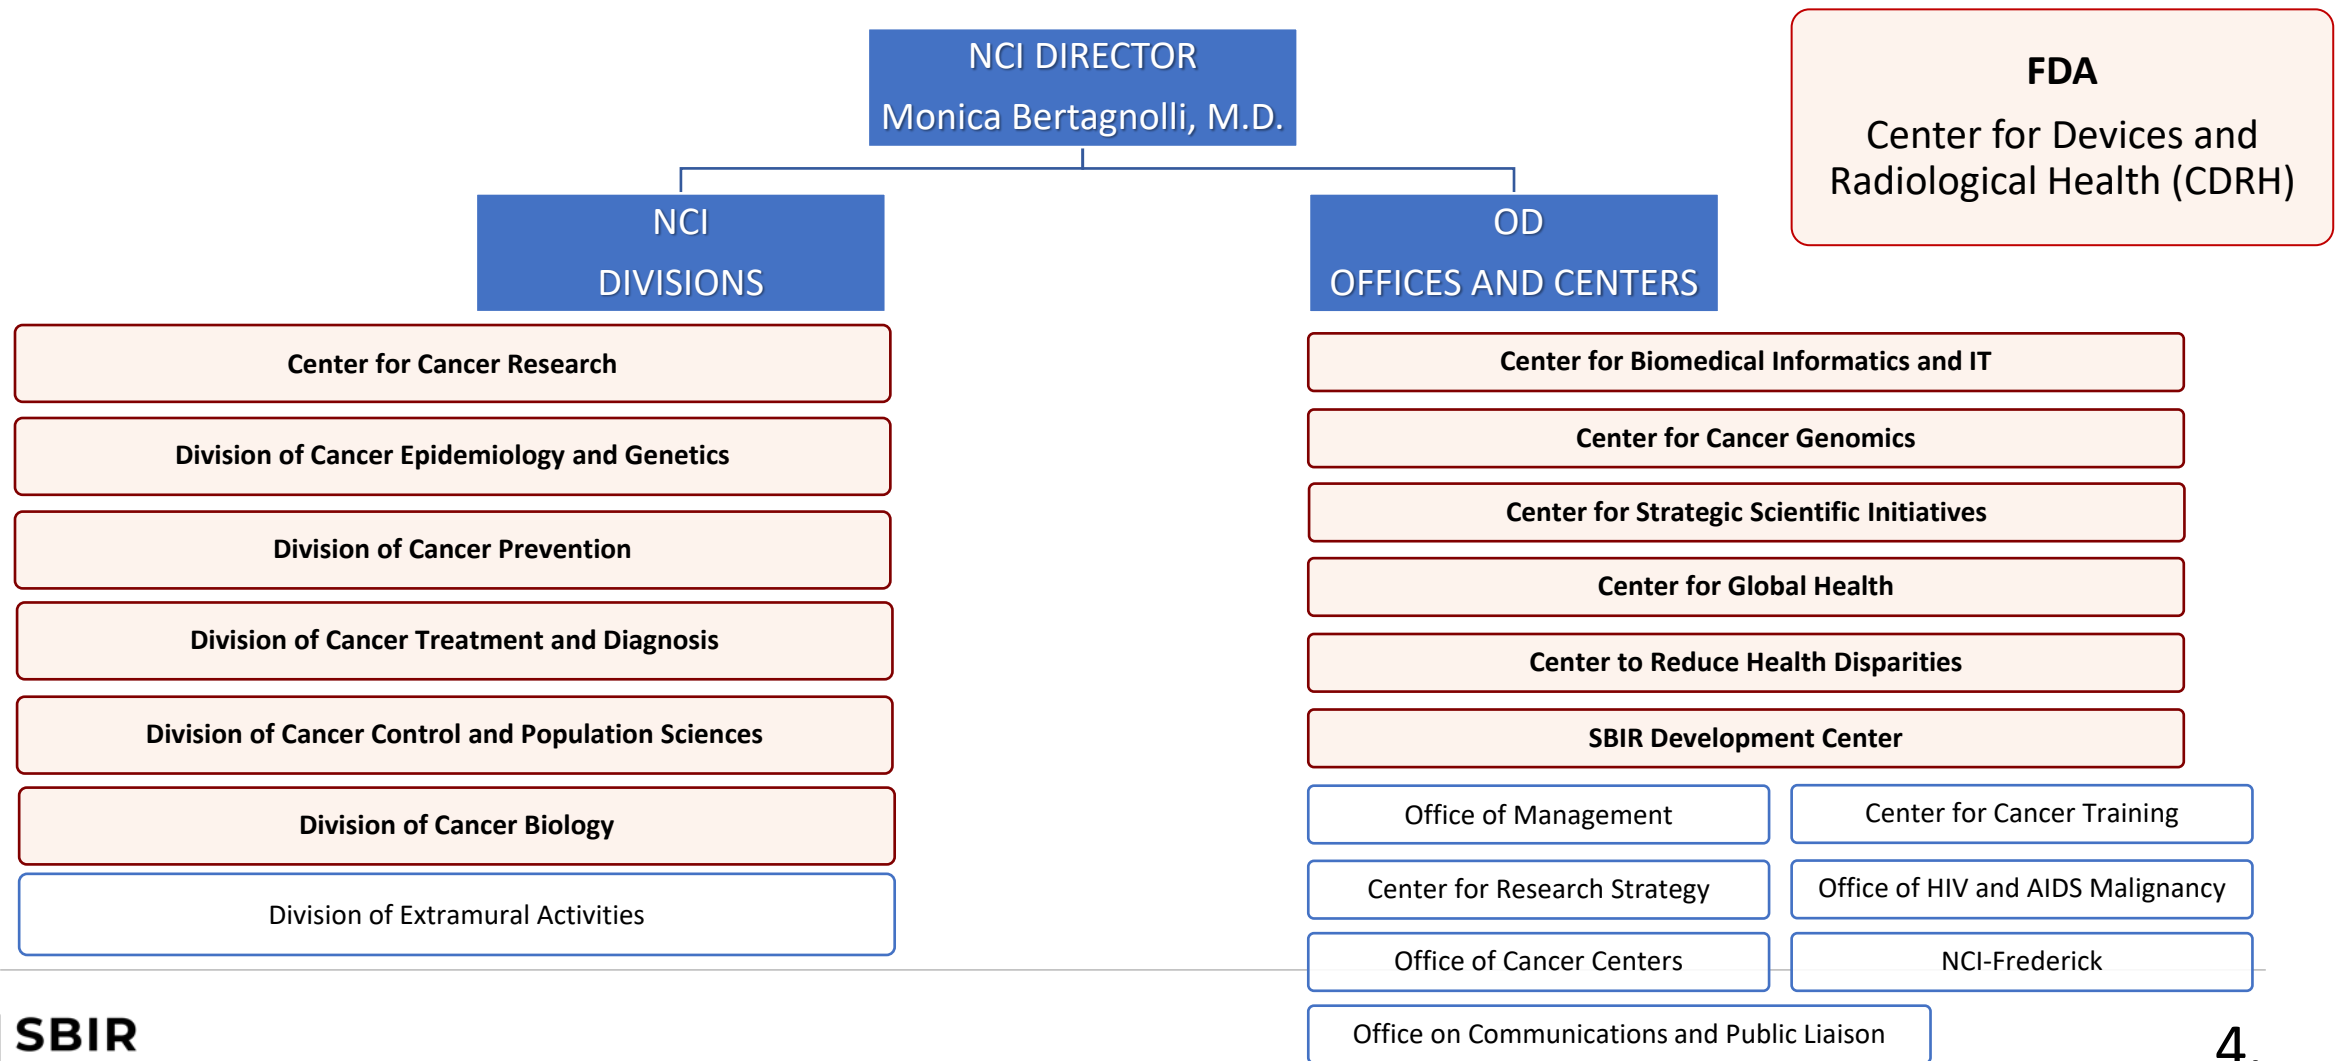 NCI DIRECTOR
Monica Bertagnolli, M.D.
FDA
Center for Devices and
Radiological Health (CDRH)
NCI
DIVISIONS
OD
OFFICES AND CENTERS
Center for Cancer Research
Division of Cancer Epidemiology and Genetics
Division of Cancer Prevention
Division of Cancer Treatment and Diagnosis
Division of Cancer Control and Population Sciences
Division of Cancer Biology
Division of Extramural Activities
Center for Biomedical Informatics and IT
Center for Cancer Genomics
Center for Strategic Scientific Initiatives
Center for Global Health
Center to Reduce Health Disparities
SBIR Development Center
Office of Management
Center for Cancer Training
Center for Research Strategy
Office of HIV and AIDS Malignancy
Office of Cancer Centers
NCI-Frederick
Office on Communications and Public Liaison
SBIR
4.